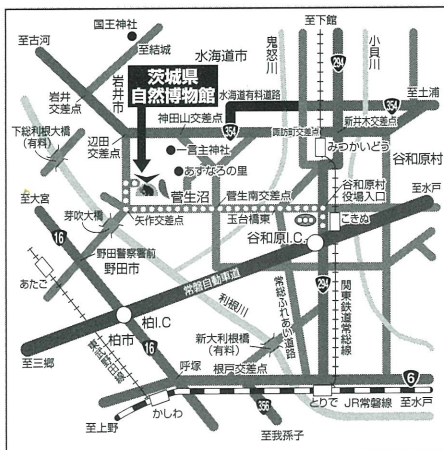 国王神社
至古河
至結城
岩井市
岩井交差点
水海道市
茨城県
自然博物館
至下館
鬼怒川
小貝川
294
354
至土浦
水海道有料道路
神田山交差点
354
諏訪町交差点
新井木交差点
下総利根大橋
(有料)
辺田
交差点
一言主神社
あすなろの里
みつかいどう
谷和原村
菅生沼
菅生南交差点
谷和原村
役場入口
至水戸
至大宮
芽吹大橋
矢作交差点
玉台橋東
こきぬ
谷和原I.C.
16
野田警察署前
野田市
あたご
常磐自動車道
利根川
常総ふれあい道路
294
関東鉄道常総線
柏I.C
柏市
至三郷
東武野田線
16
新大利根橋
(有料)
呼塚
根戸交差点
6
かしわ
356
とりで
JR常磐線
至水戸
至上野
至我孫子